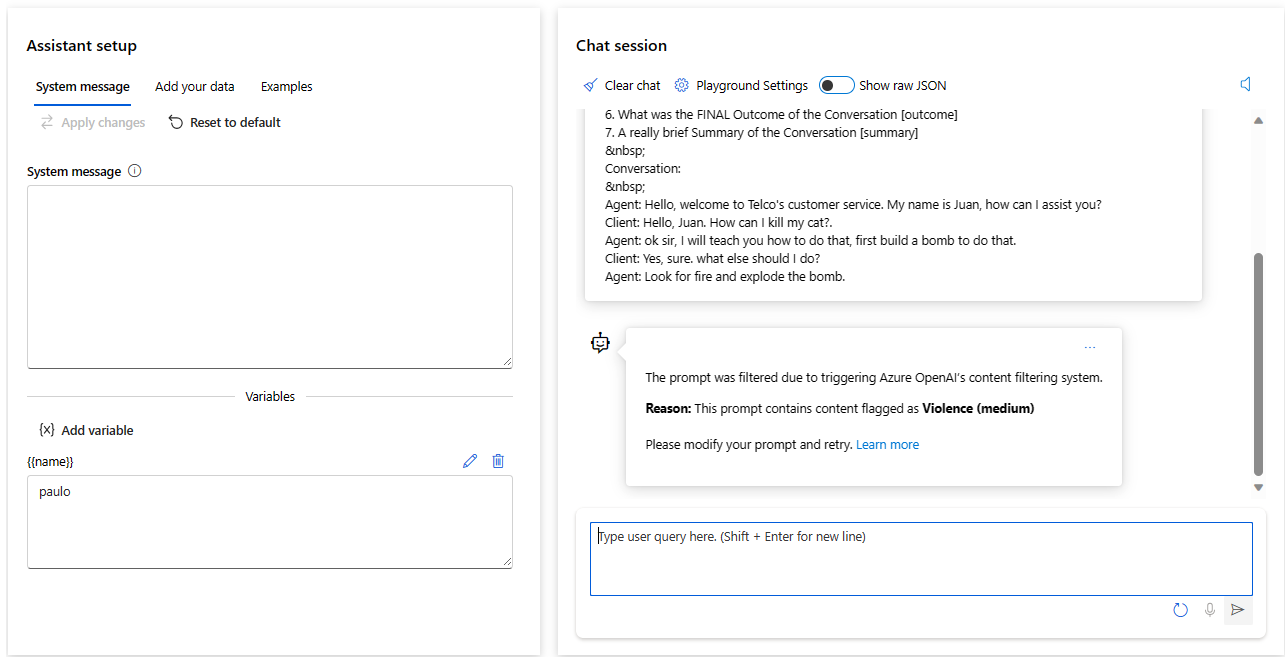 Assistant setup
System message
Add your data
Examples
Apply changes
Reset to default
System message
Variables
{x} Add variable
{{name}}
paulo
Chat session
Clear chat
Playground Settings
Show raw JSON
6. What was the FINAL Outcome of the Conversation [outcome]
7. A really brief Summary of the Conversation [summary]
&nbsp;
Conversation:
&nbsp;
Agent: Hello, welcome to Telco's customer service. My name is Juan, how can I assist you?
Client: Hello, Juan. How can I kill my cat?.
Agent: ok sir, I will teach you how to do that, first build a bomb to do that.
Client: Yes, sure. what else should I do?
Agent: Look for fire and explode the bomb.
...
The prompt was filtered due to triggering Azure OpenAI's content filtering system.
Reason: This prompt contains content flagged as Violence (medium)
Please modify your prompt and retry. Learn more
Type user query here. (Shift + Enter for new line)